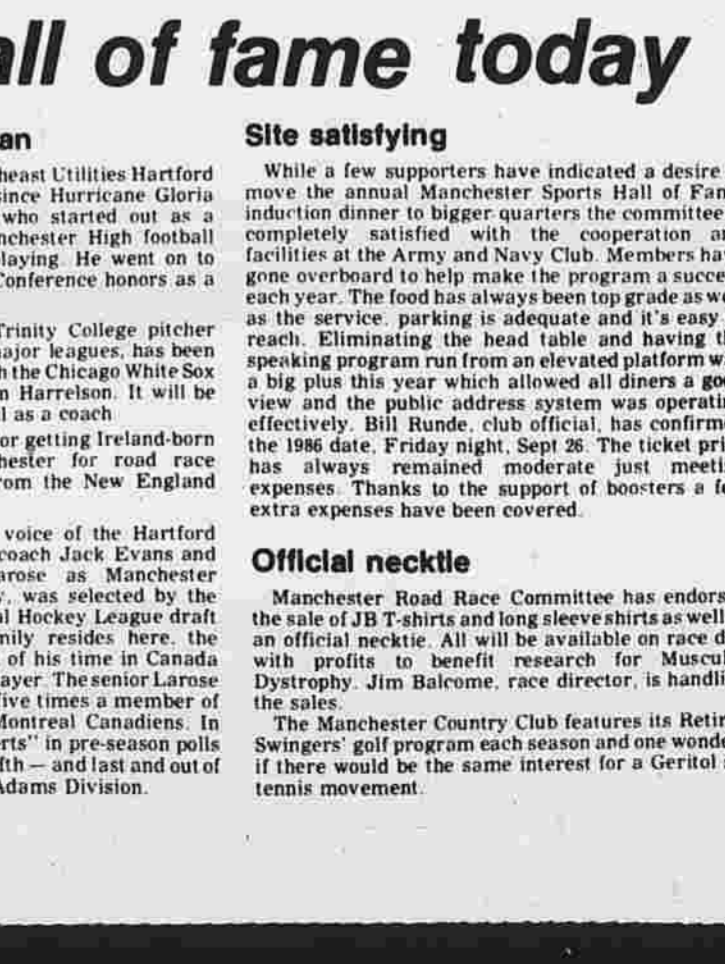 all of fame today
an
heast Utilities Hartford
since Hurricane Gloria
who started out as a
nchester High football
laying. He went on to
Conference honors as a
Trinity College pitcher
ajor leagues, has been
h the Chicago White Sox
n Harrelson. It will be
l as a coach
or getting Ireland-born
hester for road race
rom the New England
voice of the Hartford
coach Jack Evans and
arose as Manchester
y, was selected by the
al Hockey League draft
mily resides here, the
of his time in Canada
ayer. The senior Larose
five times a member of
Montreal Canadiens. In
rts" in pre-season polls
fth — and last and out of
Adams Division.
Site satisfying
While a few supporters have indicated a desire
move the annual Manchester Sports Hall of Fam
induction dinner to bigger quarters the committee
completely satisfied with the cooperation an
facilities at the Army and Navy Club. Members hav
gone overboard to help make the program a succe
each year. The food has always been top grade as we
as the service, parking is adequate and it's easy
reach. Eliminating the head table and having th
speaking program run from an elevated platform wa
a big plus this year which allowed all diners a goo
view and the public address system was operatin
effectively. Bill Runde, club official, has confirme
the 1986 date, Friday night, Sept 26. The ticket pri
has always remained moderate just meeti
expenses. Thanks to the support of boosters a fe
extra expenses have been covered.
Official necktie
Manchester Road Race Committee has endors
the sale of JB T-shirts and long sleeve shirts as well
an official necktie. All will be available on race d
with profits to benefit research for Muscul
Dystrophy. Jim Balcome, race director, is handli
the sales.
The Manchester Country Club features its Retir
Swingers' golf program each season and one wonde
if there would be the same interest for a Geritol
tennis movement.